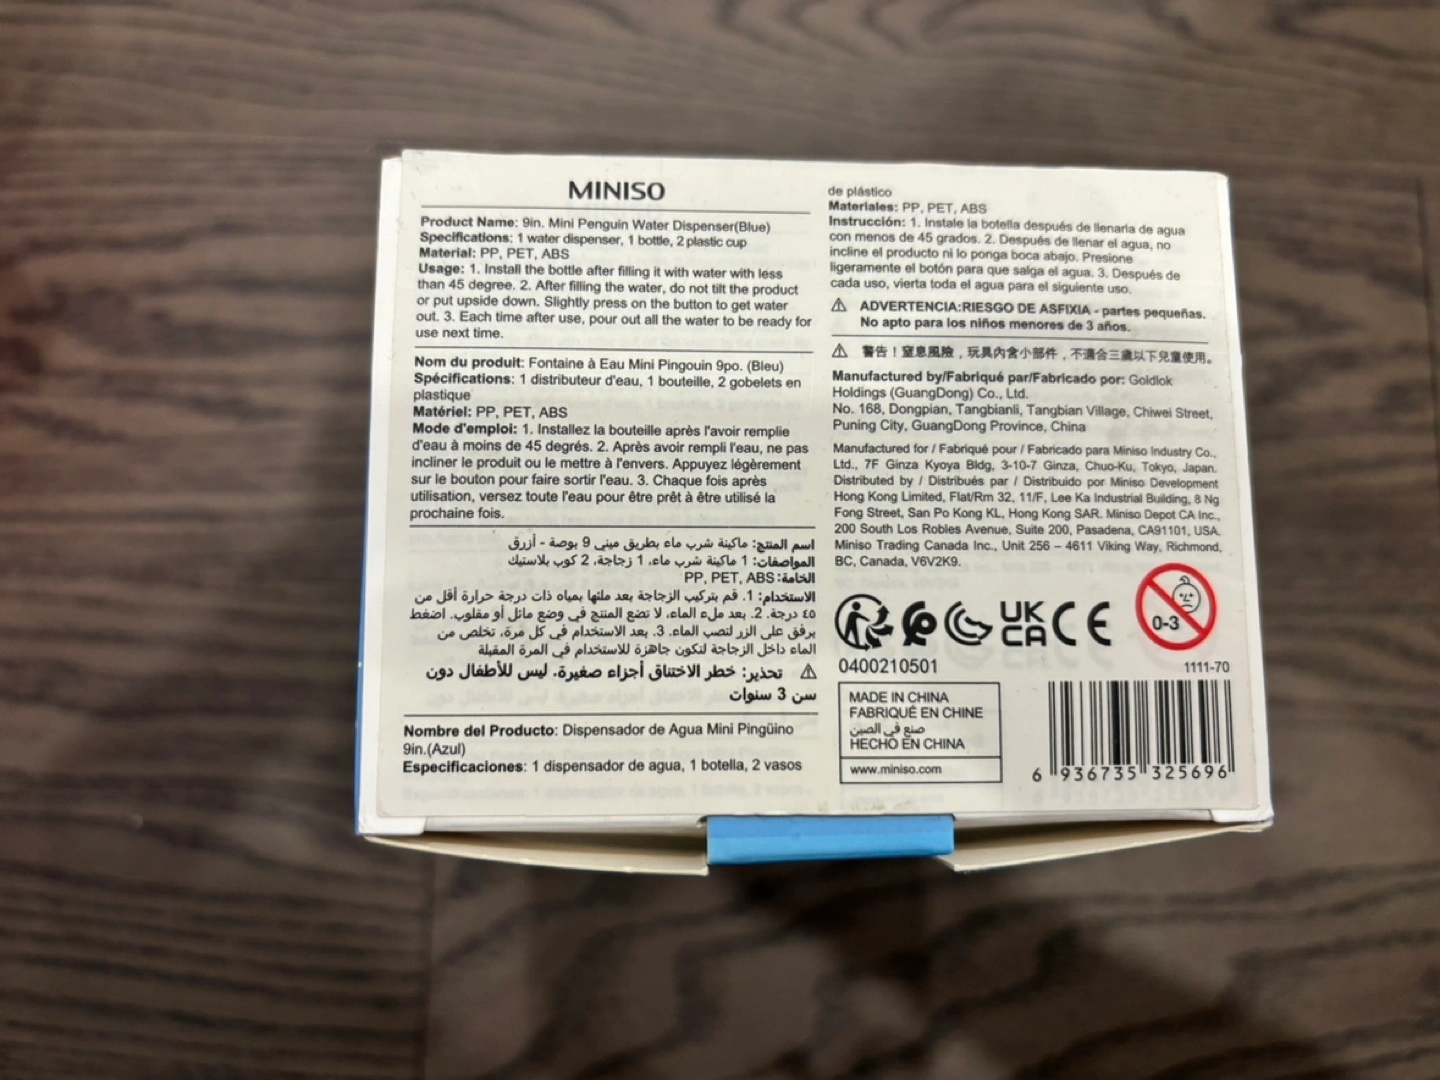 MINISO
Product Name: 9in. Mini Penguin Water Dispenser(Blue)
Specifications: 1 water dispenser, 1 bottle, 2 plastic cup
Material: PP, PET, ABS
Usage: 1. Install the bottle after filling it with water with less
than 45 degree. 2. After filling the water, do not tilt the product
or put upside down. Slightly press on the button to get water
out. 3. Each time after use, pour out all the water to be ready for
use next time.
Nom du produit: Fontaine à Eau Mini Pingouin 9po. (Bleu)
Spécifications: 1 distributeur d'eau, 1 bouteille, 2 gobelets en
plastique
Matériel: PP, PET, ABS
Mode d'emploi: 1. Installez la bouteille après l'avoir remplie
d'eau à moins de 45 degrés. 2. Après avoir rempli l'eau, ne pas
incliner le produit ou le mettre à l'envers. Appuyez légèrement
sur le bouton pour faire sortir l'eau. 3. Chaque fois après
utilisation, versez toute l'eau pour être prêt à être utilisé la
prochaine fois.
اسم المنتج: ماكينة شرب ماء بطريق ميني 9 بوصة - أزرق
المواصفات: 1 ماكينة شرب ماء، 1 زجاجة، 2 كوب بلاستيك
الخامة: PP, PET, ABS
الاستخدام: 1. قم بتركيب الزجاجة بعد ملئها بمياه ذات درجة حرارة أقل من
٤٥ درجة. 2. بعد ملء الماء، لا تضع المنتج في وضع مائل أو مقلوب. اضغط
برفق على الزر لتصب الماء. 3. بعد الاستخدام في كل مرة، تخلص من
الماء داخل الزجاجة لتكون جاهزة للاستخدام في المرة المقبلة
⚠ تحذير: خطر الاختناق أجزاء صغيرة. ليس للأطفال دون
سن 3 سنوات
Nombre del Producto: Dispensador de Agua Mini Pingüino
9in.(Azul)
Especificaciones: 1 dispensador de agua, 1 botella, 2 vasos
de plástico
Materiales: PP, PET, ABS
Instrucción: 1. Instale la botella después de llenarla de agua
con menos de 45 grados. 2. Después de llenar el agua, no
incline el producto ni lo ponga boca abajo. Presione
ligeramente el botón para que salga el agua. 3. Después de
cada uso, vierta toda el agua para el siguiente uso.
⚠ ADVERTENCIA:RIESGO DE ASFIXIA - partes pequeñas.
No apto para los niños menores de 3 años.
⚠ 警告！窒息風險，玩具內含小部件，不適合三歲以下兒童使用。
Manufactured by/Fabriqué par/Fabricado por: Goldlok
Holdings (GuangDong) Co., Ltd.
No. 168, Dongpian, Tangbianli, Tangbian Village, Chiwei Street,
Puning City, GuangDong Province, China
Manufactured for / Fabriqué pour / Fabricado para Miniso Industry Co.,
Ltd., 7F Ginza Kyoya Bldg, 3-10-7 Ginza, Chuo-Ku, Tokyo, Japan.
Distributed by / Distribués par / Distribuido por Miniso Development
Hong Kong Limited, Flat/Rm 32, 11/F, Lee Ka Industrial Building, 8 Ng
Fong Street, San Po Kong KL, Hong Kong SAR. Miniso Depot CA Inc.,
200 South Los Robles Avenue, Suite 200, Pasadena, CA91101, USA.
Miniso Trading Canada Inc., Unit 256 – 4611 Viking Way, Richmond,
BC, Canada, V6V2K9.
UK
CA CE
0-3
0400210501
1111-70
MADE IN CHINA
FABRIQUÉ EN CHINE
صنع في الصين
HECHO EN CHINA
www.miniso.com
6 936735 325696